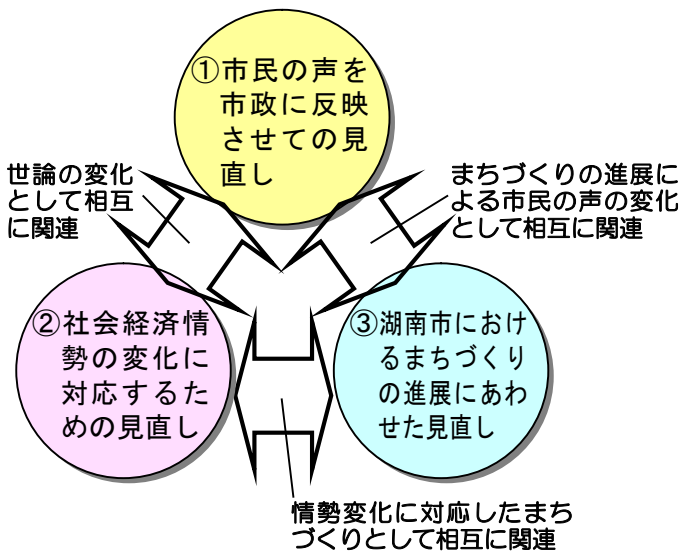 ①市民の声を
市政に反映
させての見
直し
世論の変化
として相互
に関連
まちづくりの進展に
よる市民の声の変化
として相互に関連
②社会経済情
勢の変化に
対応するた
めの見直し
③湖南市におけ
るまちづくり
の進展にあわ
せた見直し
情勢変化に対応したまち
づくりとして相互に関連